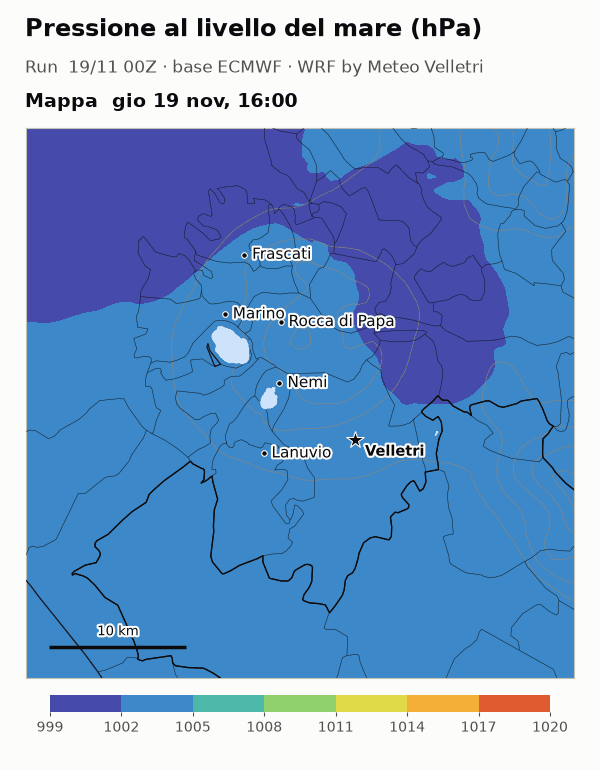 Pressione al livello del mare (hPa)
Run  19/11 00Z · base ECMWF · WRF by Meteo Velletri
Mappa  gio 19 nov, 16:00
Frascati
Marino
Rocca di Papa
Nemi
Lanuvio
Velletri
10 km
999 1002 1005 1008 1011 1014 1017 1020